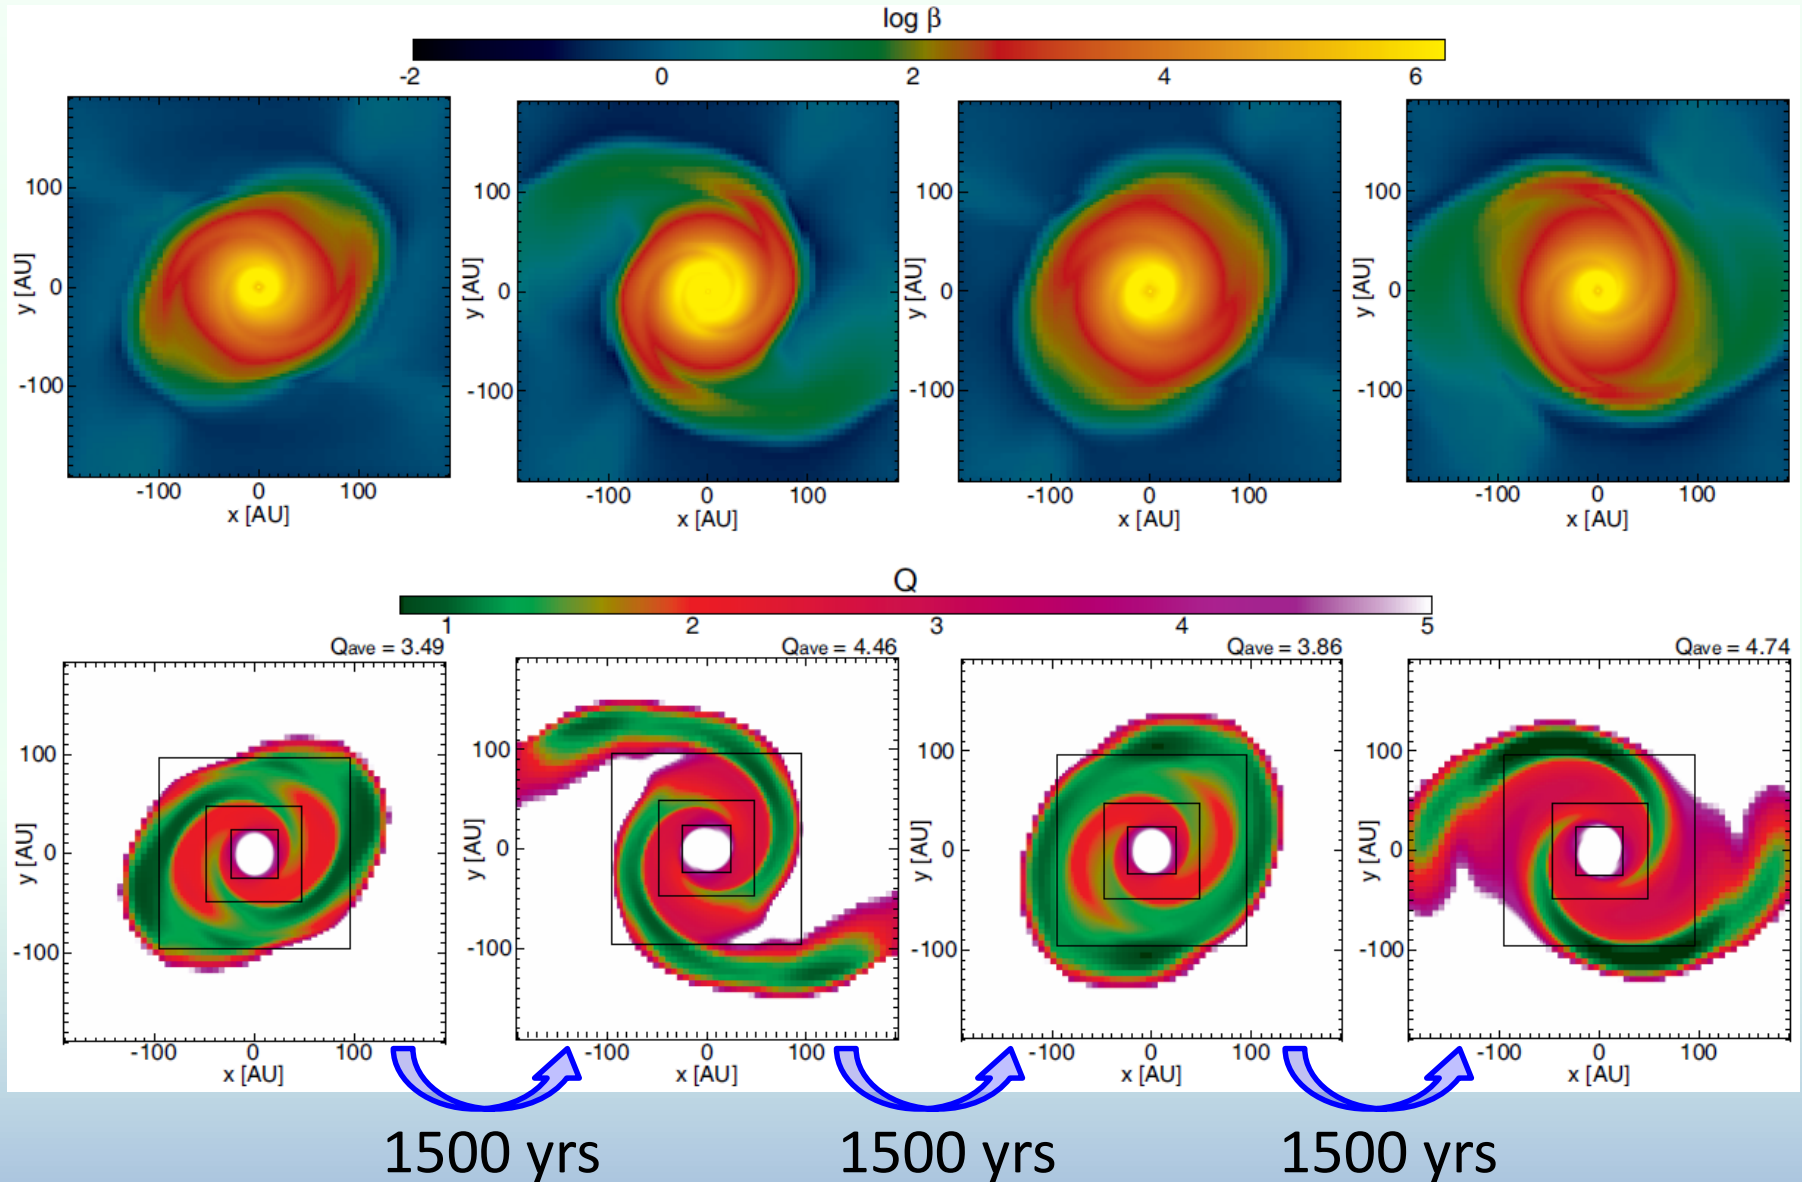 log β
-2 0 2 4 6
y [AU] 100 0 -100
y [AU] 100 0 -100
y [AU] 100 0 -100
y [AU] 100 0 -100
-100 0 100
-100 0 100
-100 0 100
-100 0 100
x [AU]
x [AU]
x [AU]
x [AU]
Q
1 2 3 4 5
Qave = 3.49
Qave = 4.46
Qave = 3.86
Qave = 4.74
y [AU] 100 0 -100
y [AU] 100 0 -100
y [AU] 100 0 -100
y [AU] 100 0 -100
-100 0 100
-100 0 100
-100 0 100
-100 0 100
x [AU]
x [AU]
x [AU]
x [AU]
1500 yrs
1500 yrs
1500 yrs